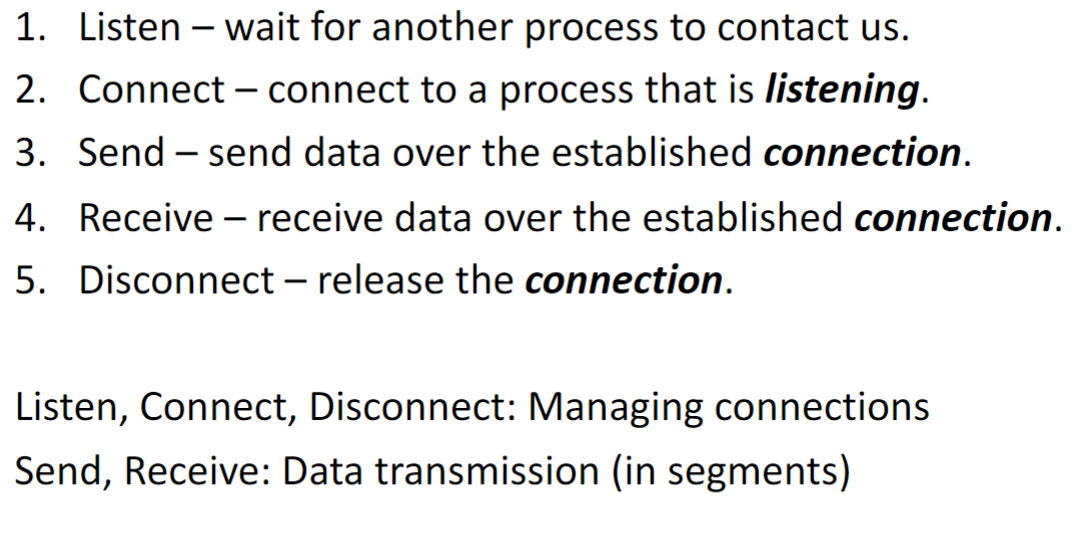 1. Listen – wait for another process to contact us.
2. Connect – connect to a process that is listening.
3. Send – send data over the established connection.
4. Receive – receive data over the established connection.
5. Disconnect – release the connection.
Listen, Connect, Disconnect: Managing connections
Send, Receive: Data transmission (in segments)